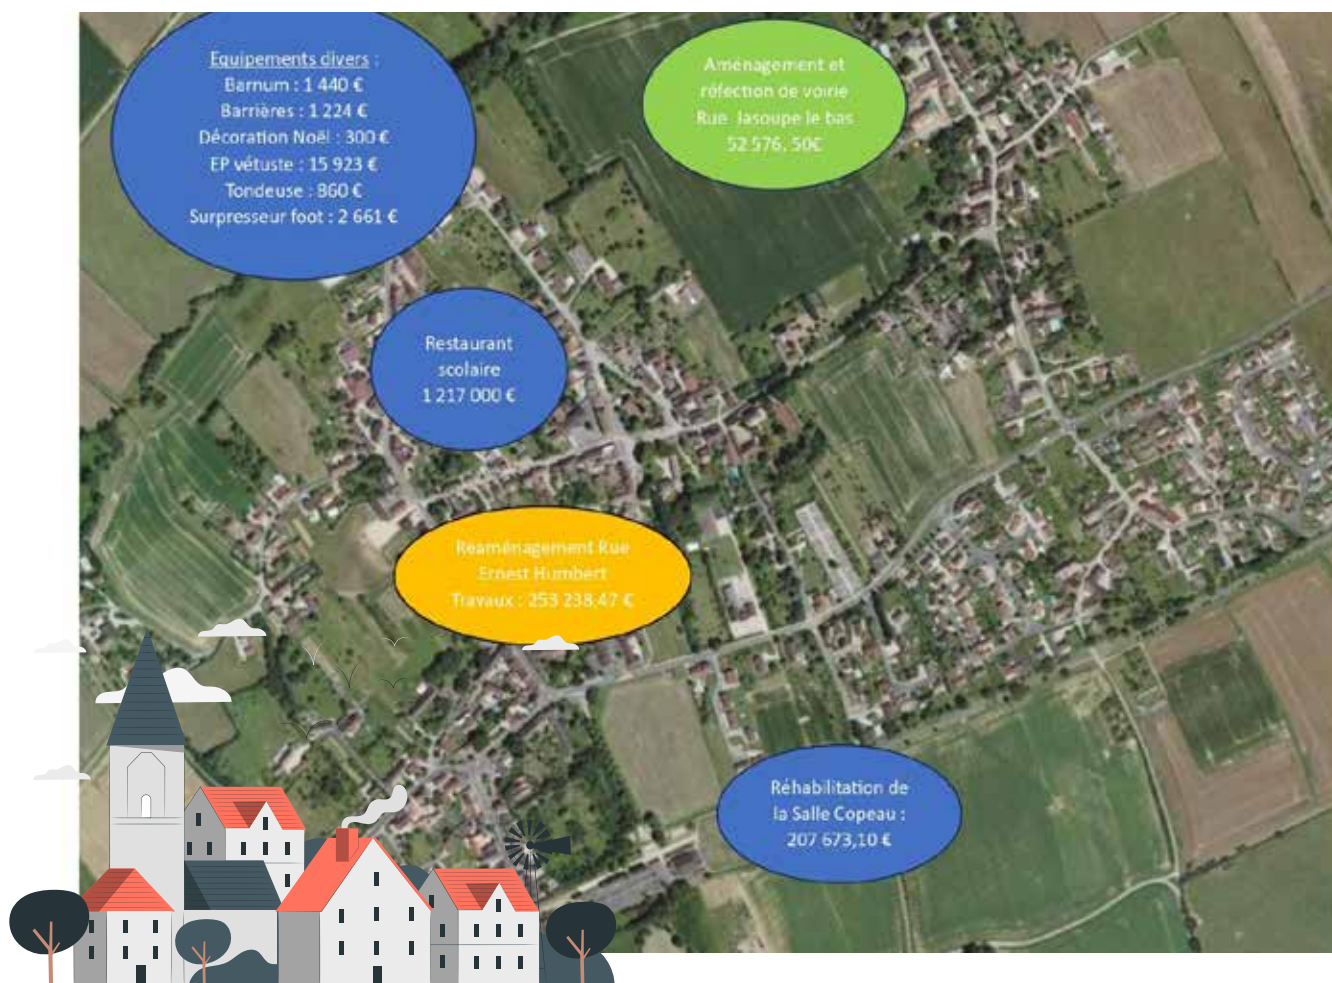 Equipements divers :
Barnum : 1 440 €
Barrières : 1 224 €
Décoration Noël : 300 €
EP vétuste : 15 923 €
Tondeuse : 860 €
Surpresseur foot : 2 661 €
Aménagement et
réfection de voirie
Rue Jasoupe le bas
52 576, 50€
Restaurant
scolaire
1 217 000 €
Réaménagement Rue
Ernest Humbert
Travaux : 253 238,47 €
Réhabilitation de
la Salle Copeau :
207 673,10 €